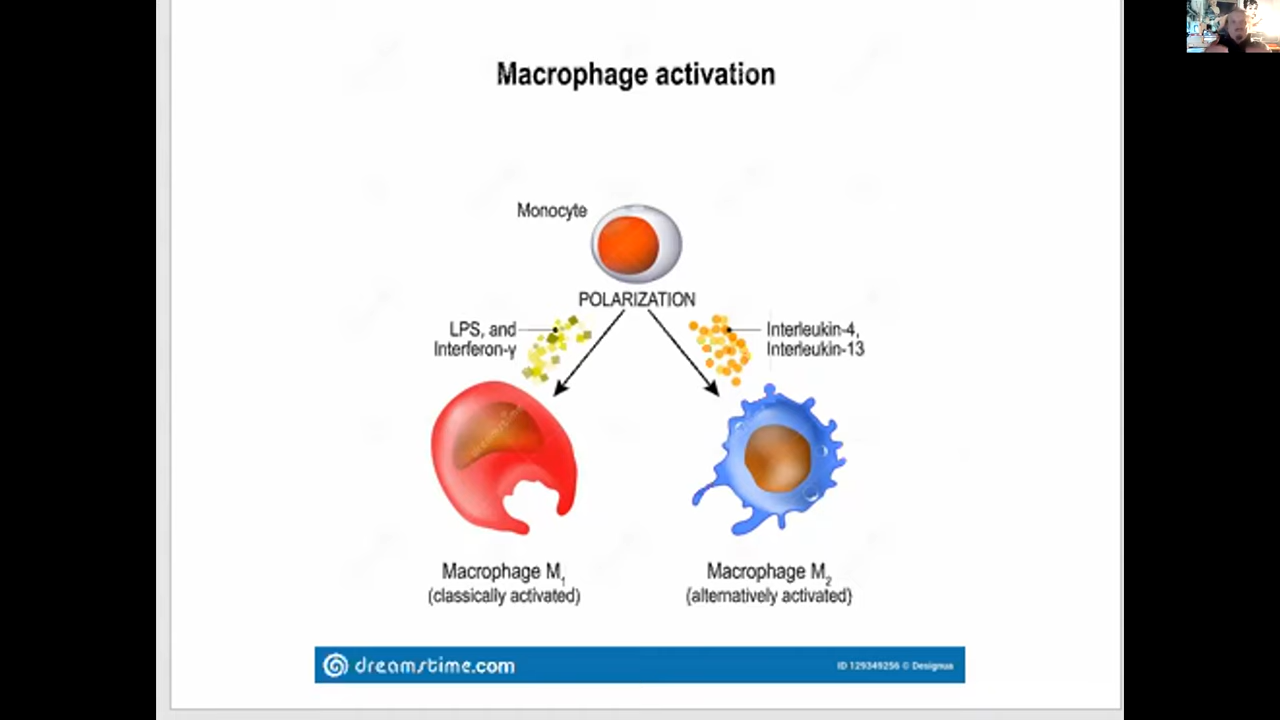 Macrophage activation
Monocyte
POLARIZATION
LPS, and
Interferon-γ
Interleukin-4,
Interleukin-13
dreamstime
Macrophage M1
(classically activated)
Macrophage M2
(alternatively activated)
dreamstime.com
ID 129349256 © Designua